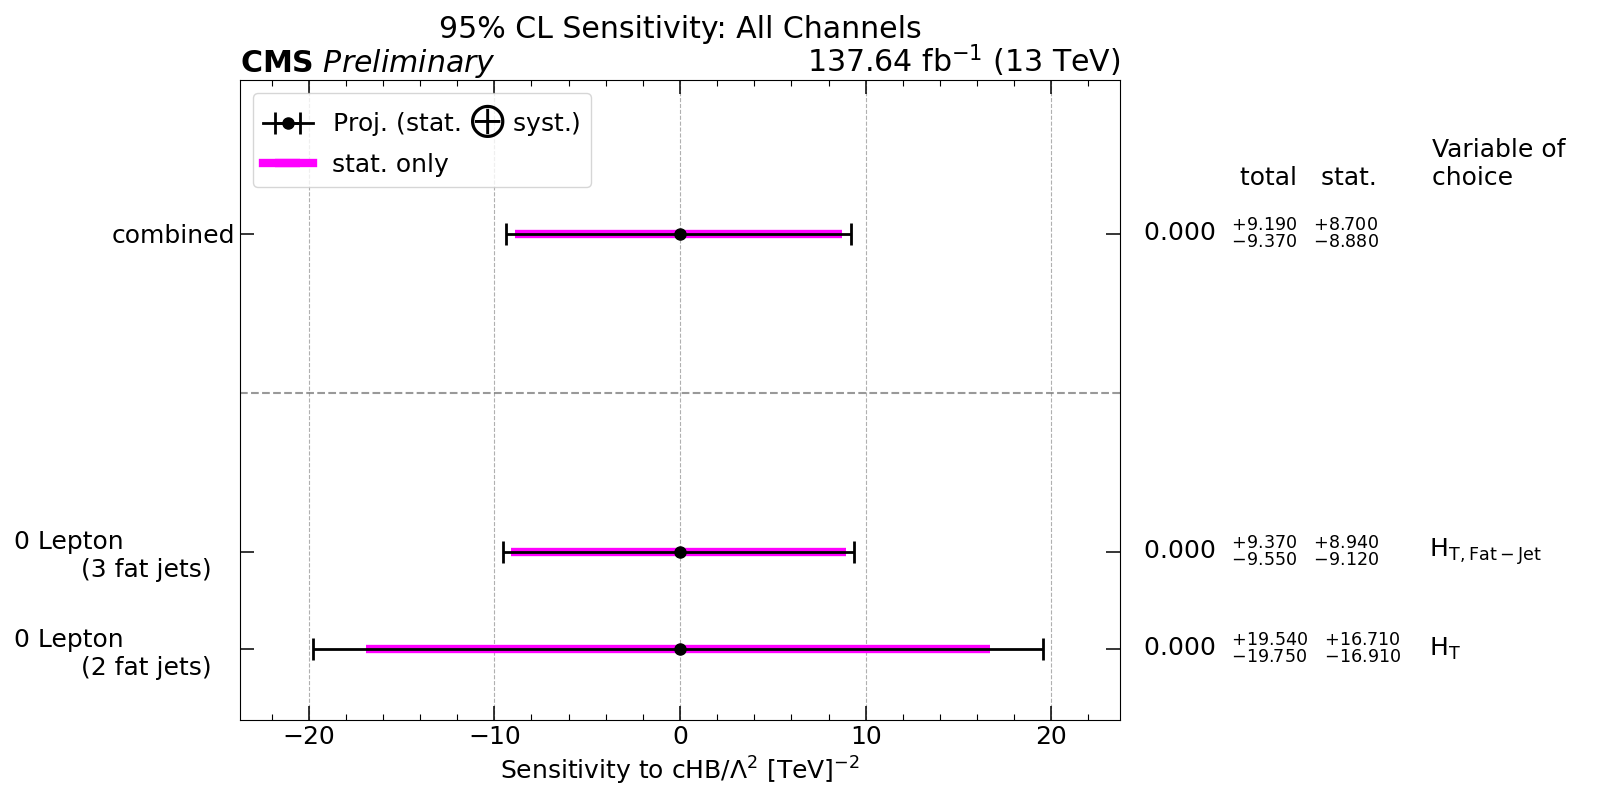 95% CL Sensitivity: All Channels
CMS Preliminary 137.64 fb⁻¹ (13 TeV)
Proj. (stat. ⊕ syst.)
stat. only
Variable of
total stat. choice
combined 0.000 +9.190 +8.700
−9.370 −8.880
0 Lepton
(3 fat jets)
0.000 +9.370 +8.940
−9.550 −9.120
H_T, Fat−Jet
0 Lepton
(2 fat jets)
0.000 +19.540 +16.710
−19.750 −16.910
H_T
−20 −10 0 10 20
Sensitivity to cHB/Λ² [TeV]⁻²